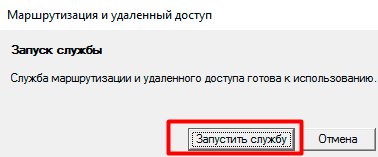 Маршрутизация и удаленный доступ
Запуск службы
Служба маршрутизации и удаленного доступа готова к использованию.
Запустить службу
Отмена